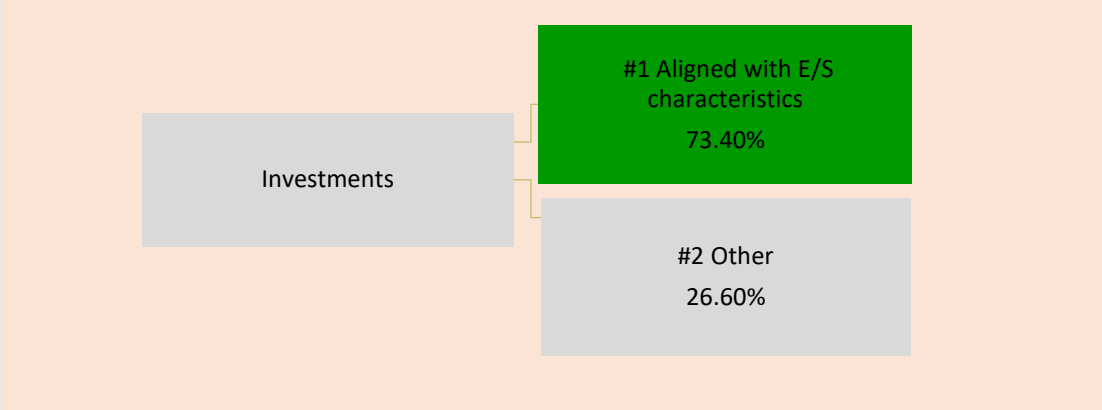 #1 Aligned with E/S
characteristics
73.40%
Investments
#2 Other
26.60%